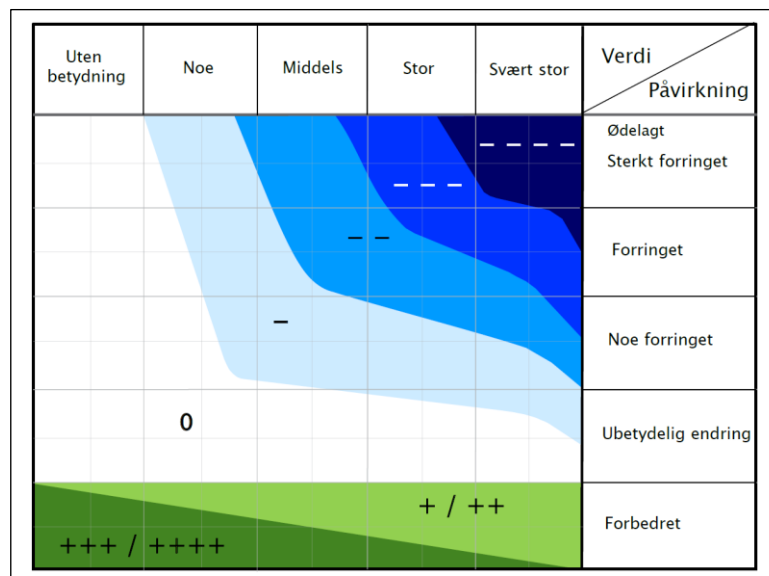 Uten
betydning
Noe
Middels
Stor
Svært stor
Verdi
Påvirkning
Ødelagt
– – – –
Sterkt forringet
– – –
– –
Forringet
–
Noe forringet
0
Ubetydelig endring
+ / ++
Forbedret
+++ / ++++